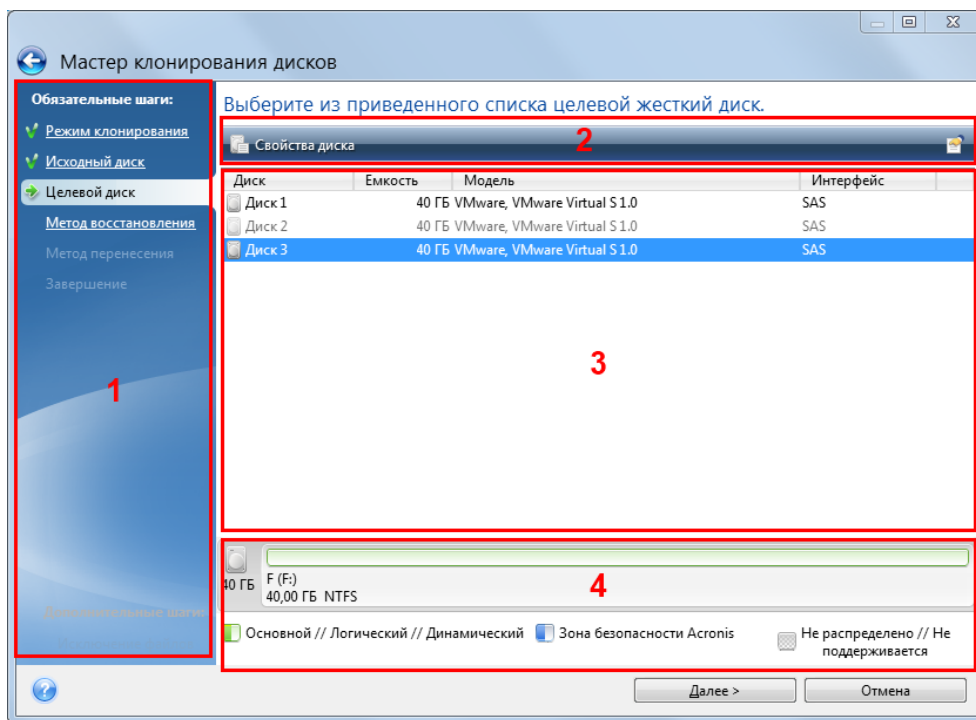 Мастер клонирования дисков
Обязательные шаги:
Режим клонирования
Исходный диск
Целевой диск
Метод восстановления
Метод перенесения
Завершение
1
Выберите из приведенного списка целевой жесткий диск.
Свойства диска
2
Диск Емкость Модель Интерфейс
Диск 1 40 ГБ VMware, VMware Virtual S 1.0 SAS
Диск 2 40 ГБ VMware, VMware Virtual S 1.0 SAS
Диск 3 40 ГБ VMware, VMware Virtual S 1.0 SAS
3
40 ГБ
F (F:)
40,00 ГБ NTFS
4
Основной // Логический // Динамический Зона безопасности Acronis Не распределено // Не
поддерживается
Далее > Отмена